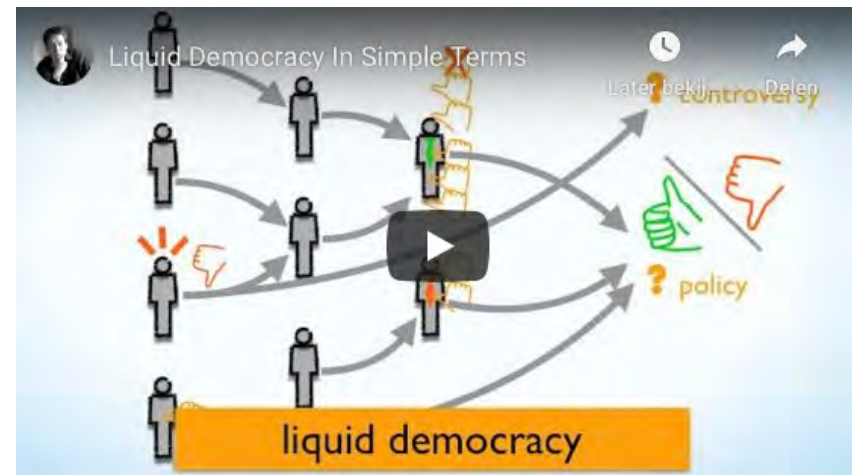 Liquid Democracy In Simple Terms
Later bekij... Delen
? controversy
? policy
liquid democracy